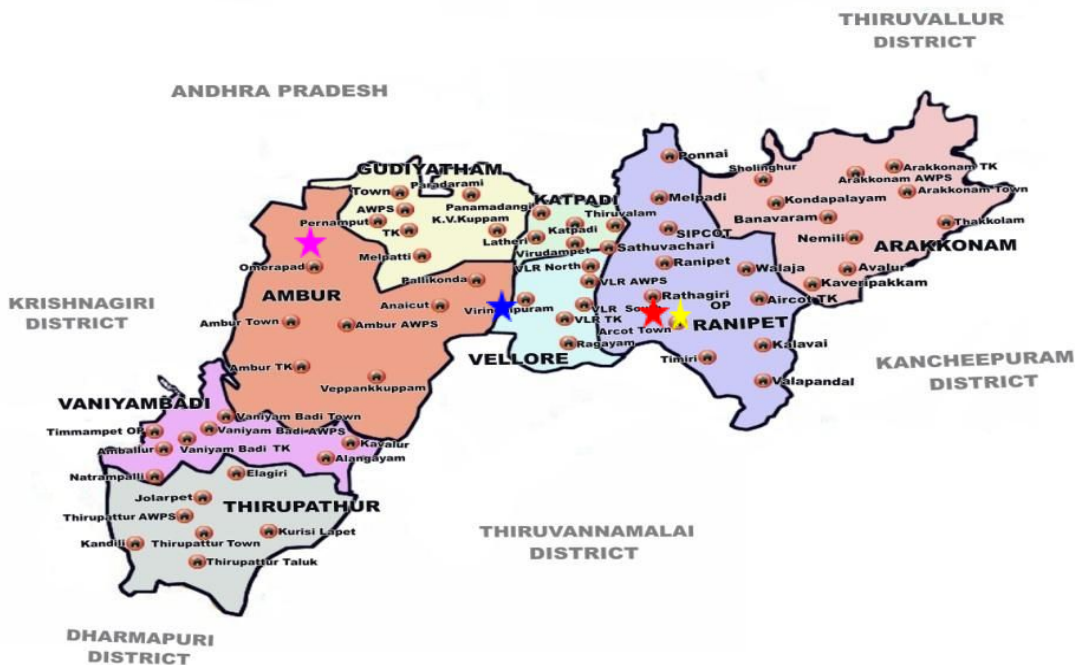 THIRUVALLUR
DISTRICT
ANDHRA PRADESH
GUDIYATHAM
Ponnai
Sholinghur
Arakkonam TK
Arakkonam AWPS
Town
Paradarami
KATPADI
Melpadi
Arakkonam Town
AWPS
Panamadangi
Kondapalayam
Pernamput
K.V.Kuppam
Thiruvalam
Banavaram
Thakkolam
TK
Latheri
Katpadi
SIPCOT
Nemili
ARAKKONAM
Virudampet
Sathuvachari
Melpatti
Omerapad
VLR North
Ranipet
Walaja
Avalur
Pallikonda
VLR AWPS
Kaveripakkam
AMBUR
Rathagiri
OP
Aircot TK
KRISHNAGIRI
DISTRICT
Anaicut
VLR
Ambur Town
Ambur AWPS
VLR TK
Arcot Town
RANIPET
Ragayam
Kalavai
VELLORE
Timiri
KANCHEEPURAM
DISTRICT
Ambur TK
Veppankkuppam
Valapandal
VANIYAMBADI
Vaniyam Badi Town
Timmampet OP
Vaniyam Badi AWPS
Kavalur
Amballur
Vaniyam Badi TK
Alangayam
Natrampalli
Elagiri
Jolarpet
THIRUPATHUR
Thirupattur AWPS
Kurisi Lapet
Kandili
Thirupattur Town
THIRUVANNAMALAI
DISTRICT
Thirupattur Taluk
DHARMAPURI
DISTRICT